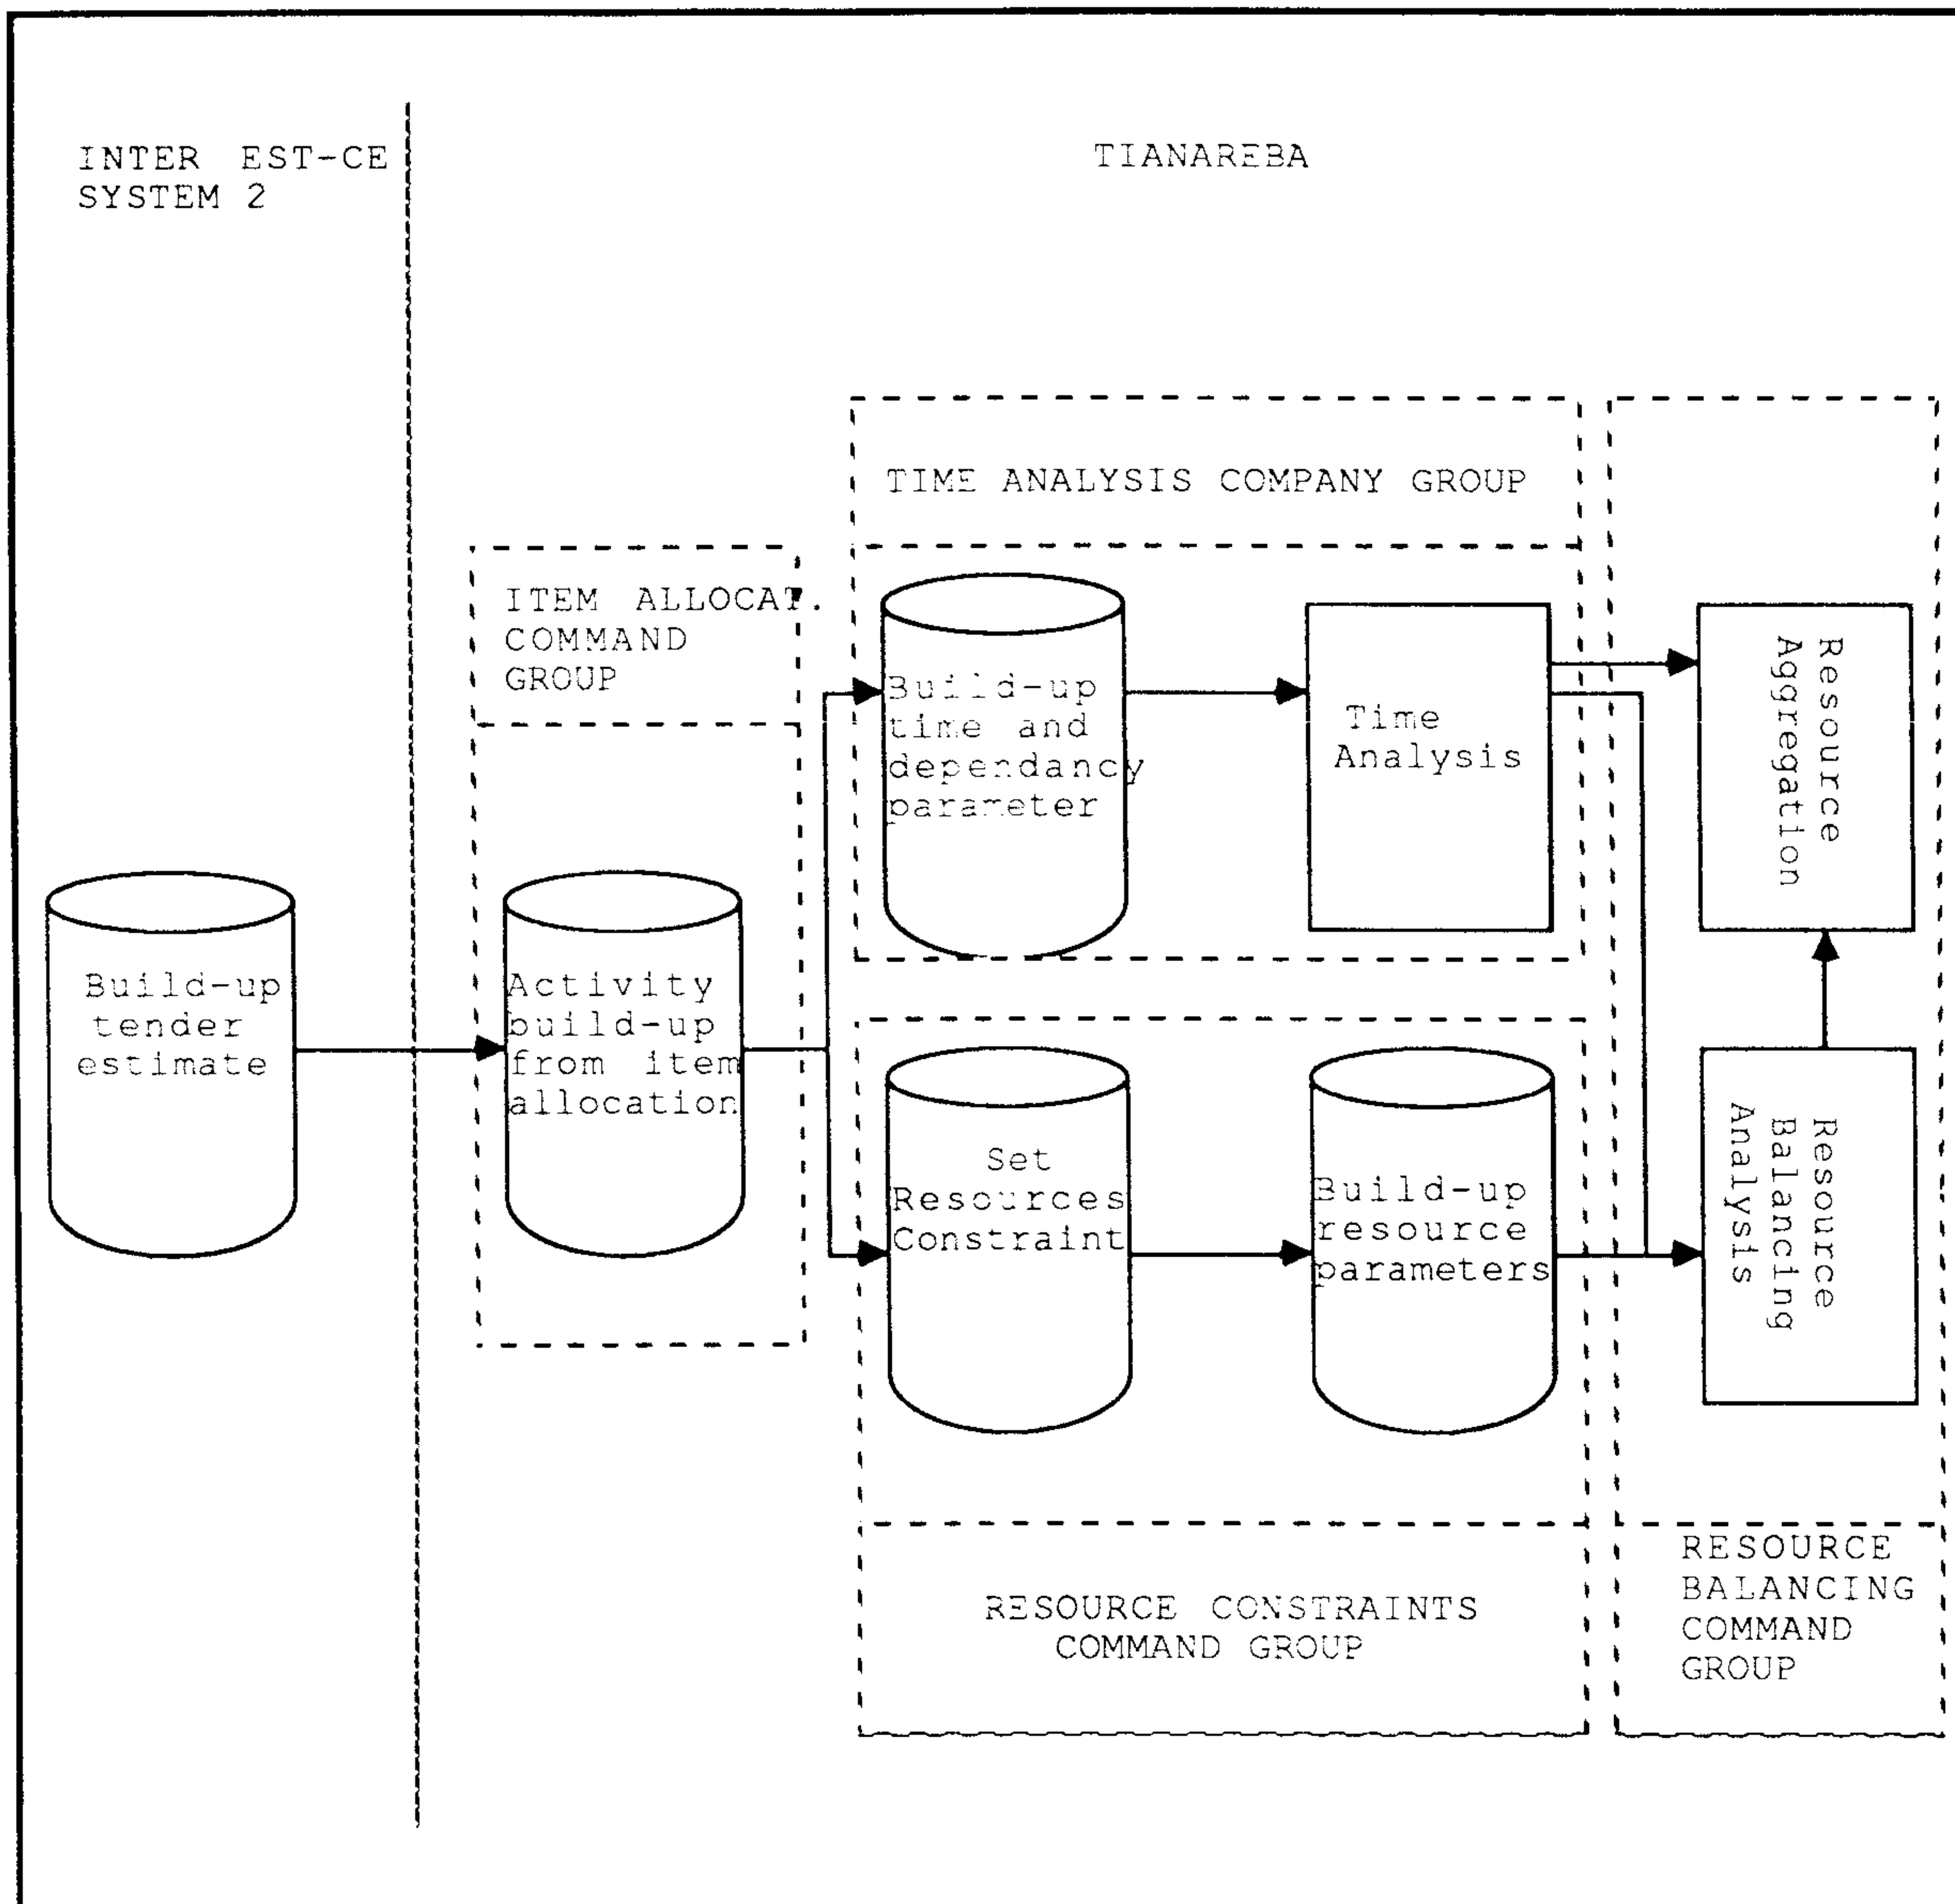 INTER EST-CE
SYSTEM 2
TIANAREBA
TIME ANALYSIS COMPANY GROUP
ITEM ALLOCAT.
COMMAND
GROUP
Build-up
time and
dependancy
parameter
Time
Analysis
Resource
Aggregation
Build-up
tender
estimate
Activity
build-up
from item
allocation
Set
Resources
Constraint
Build-up
resource
parameters
Resource
Balancing
Analysis
RESOURCE CONSTRAINTS
COMMAND GROUP
RESOURCE
BALANCING
COMMAND
GROUP